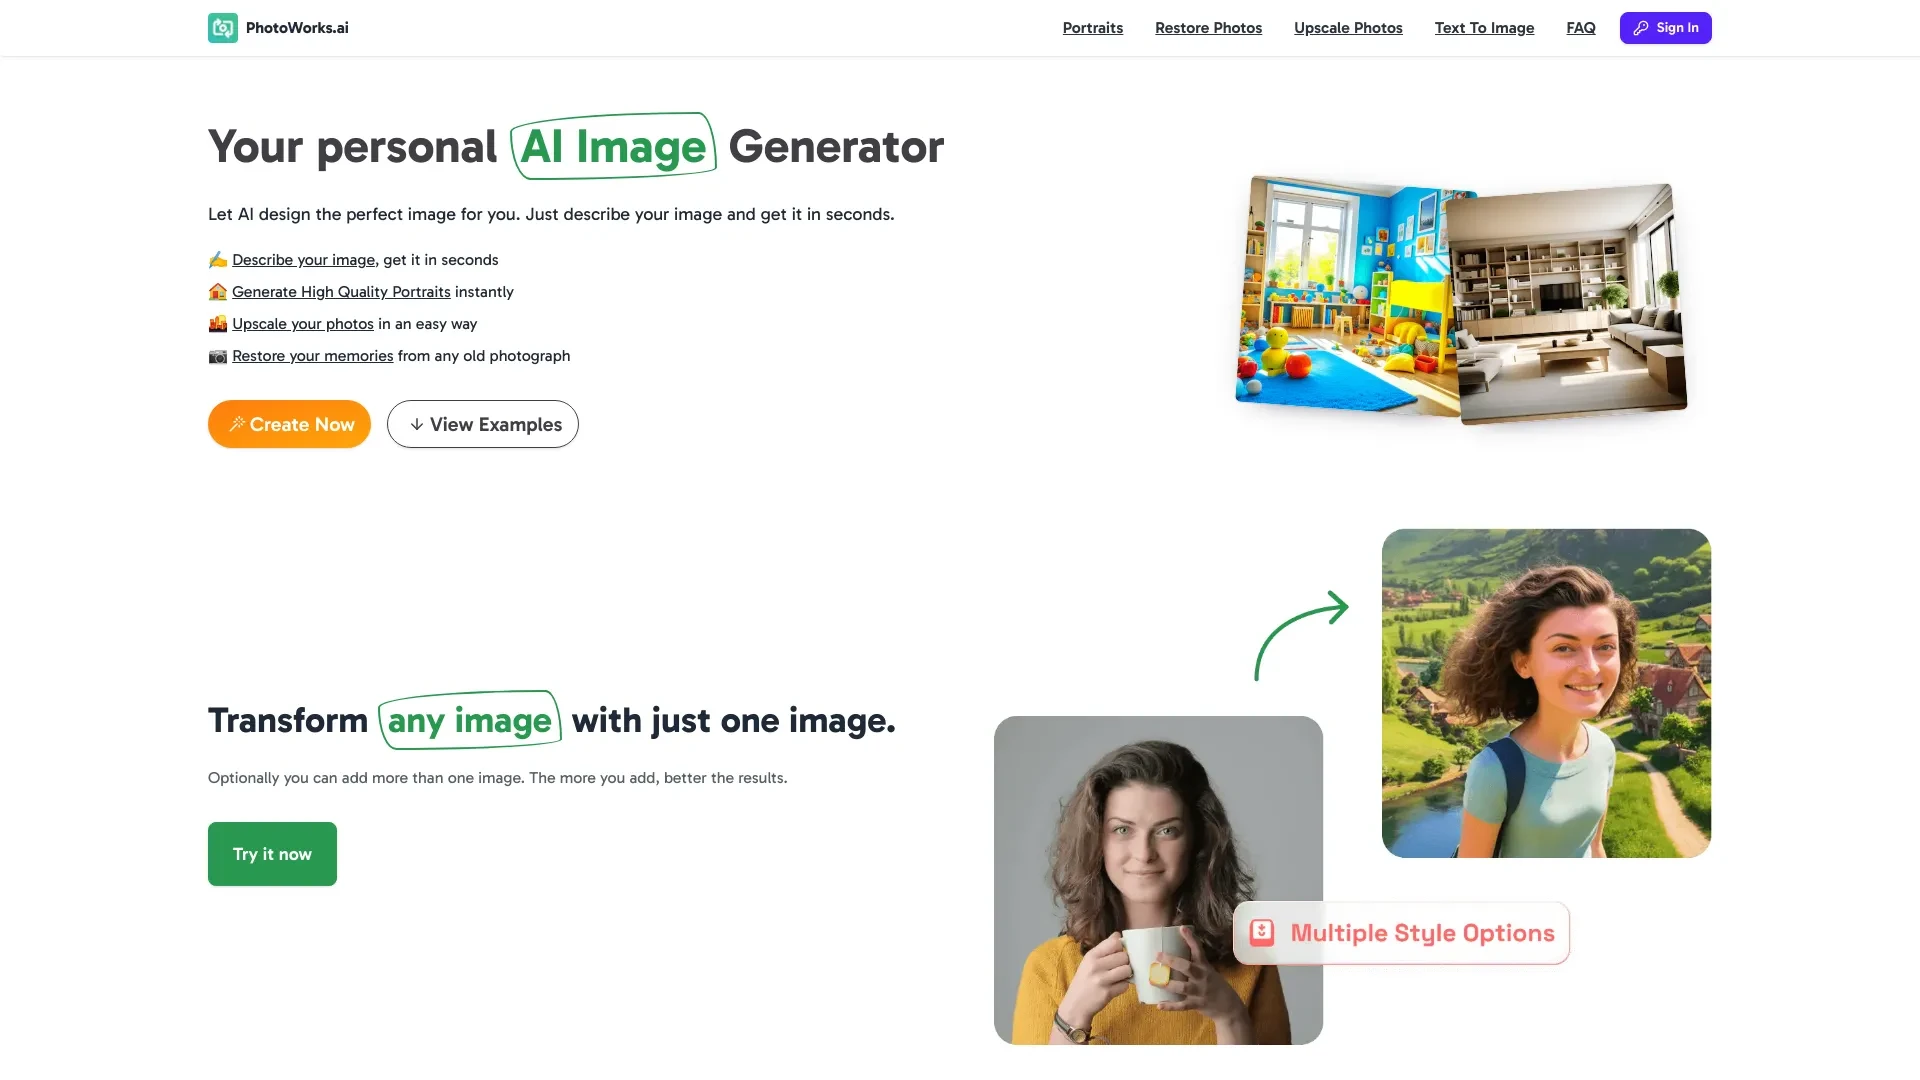 PhotoWorks.ai
Portraits
Restore Photos
Upscale Photos
Text To Image
FAQ
Sign In
Your personal AI Image Generator
Let AI design the perfect image for you. Just describe your image and get it in seconds.
✍️ Describe your image, get it in seconds
🏠 Generate High Quality Portraits instantly
🌇 Upscale your photos in an easy way
📷 Restore your memories from any old photograph
Create Now
↓ View Examples
Transform any image with just one image.
Optionally you can add more than one image. The more you add, better the results.
Try it now
Multiple Style Options